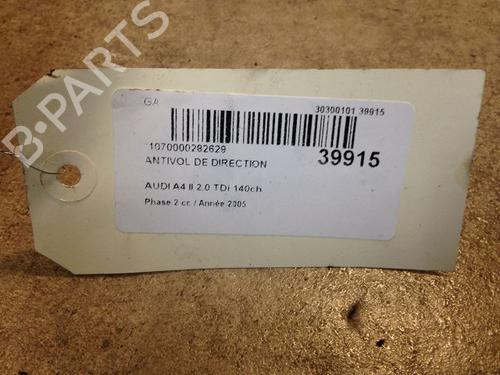 GA
30300101 39915
1070000282629
39915
ANTIVOL DE DIRECTION
AUDI A4 II 2.0 TDi 140ch
Phase 2 cc / Année 2005
B-PARTS